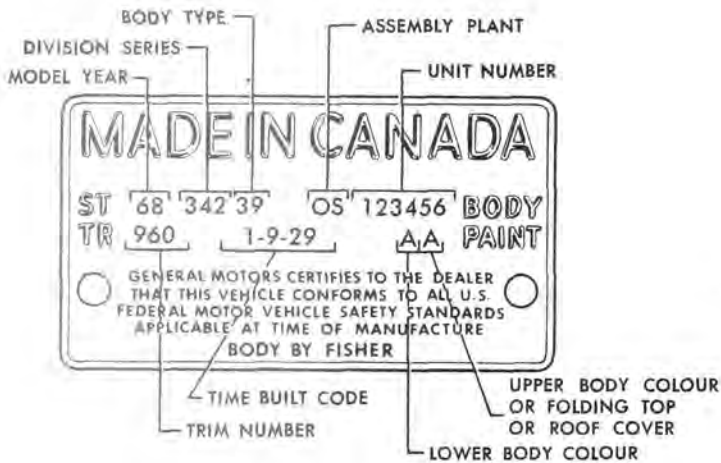 BODY TYPE
ASSEMBLY PLANT
DIVISION SERIES
MODEL YEAR
UNIT NUMBER
MADE IN CANADA
ST 68 342 39 OS 123456 BODY
TR 960 1-9-29 A A PAINT
GENERAL MOTORS CERTIFIES TO THE DEALER
THAT THIS VEHICLE CONFORMS TO ALL U.S.
FEDERAL MOTOR VEHICLE SAFETY STANDARDS
APPLICABLE AT TIME OF MANUFACTURE
BODY BY FISHER
TIME BUILT CODE
TRIM NUMBER
UPPER BODY COLOUR
OR FOLDING TOP
OR ROOF COVER
LOWER BODY COLOUR